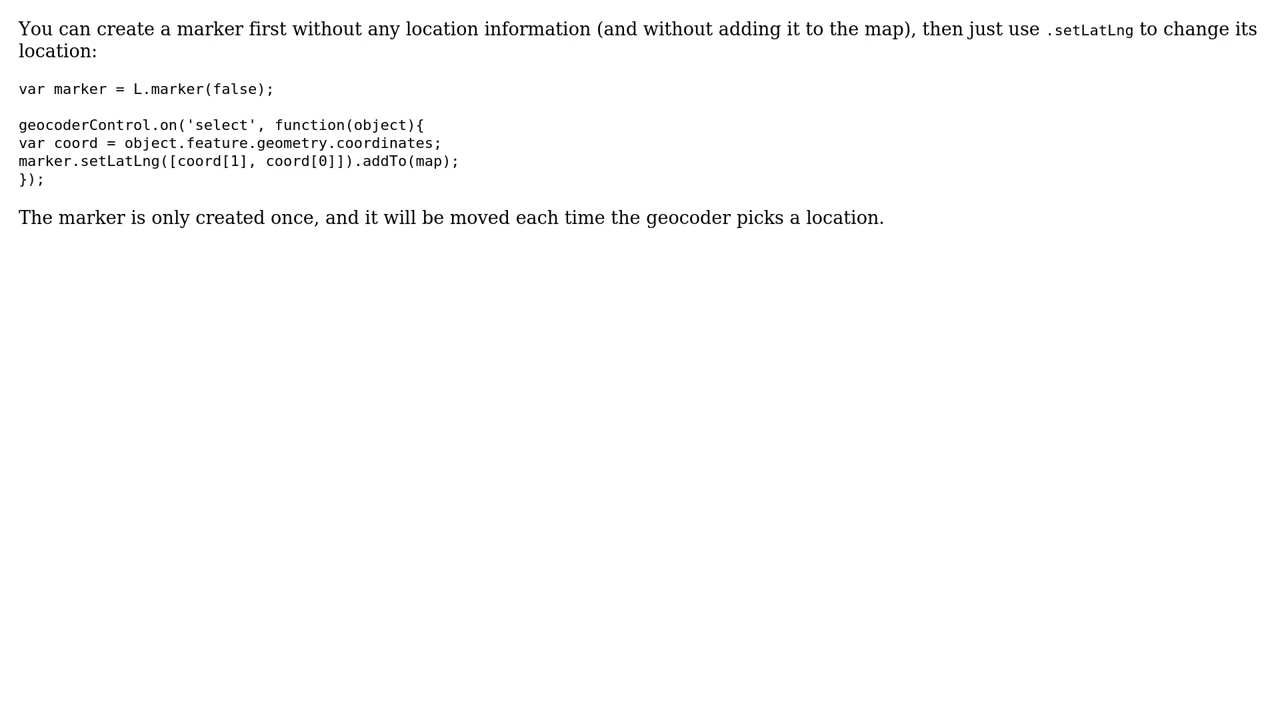 You can create a marker first without any location information (and without adding it to the map), then just use .setLatLng to change its
location:
var marker = L.marker(false);
geocoderControl.on('select', function(object){
var coord = object.feature.geometry.coordinates;
marker.setLatLng([coord[1], coord[0]]).addTo(map);
});
The marker is only created once, and it will be moved each time the geocoder picks a location.